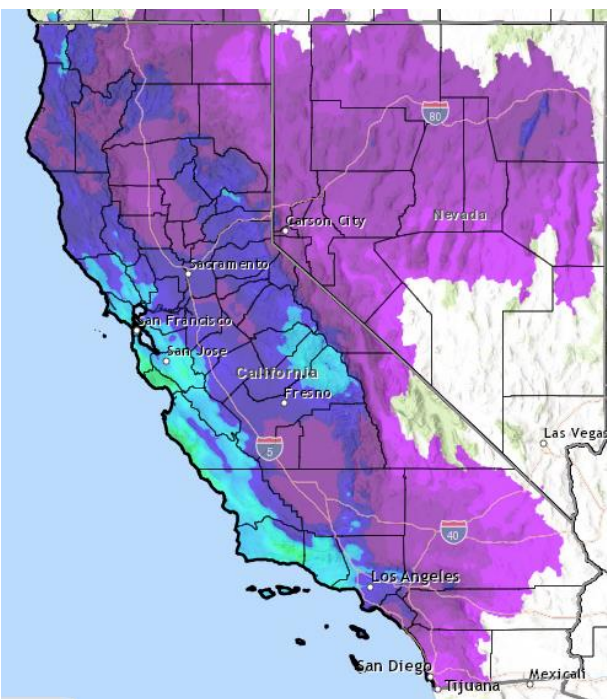 80
Nevada
Carson City
Sacramento
San Francisco
San Jose
California
Fresno
Las Vegas
5
40
Los Angeles
San Diego
Tijuana
Mexicali